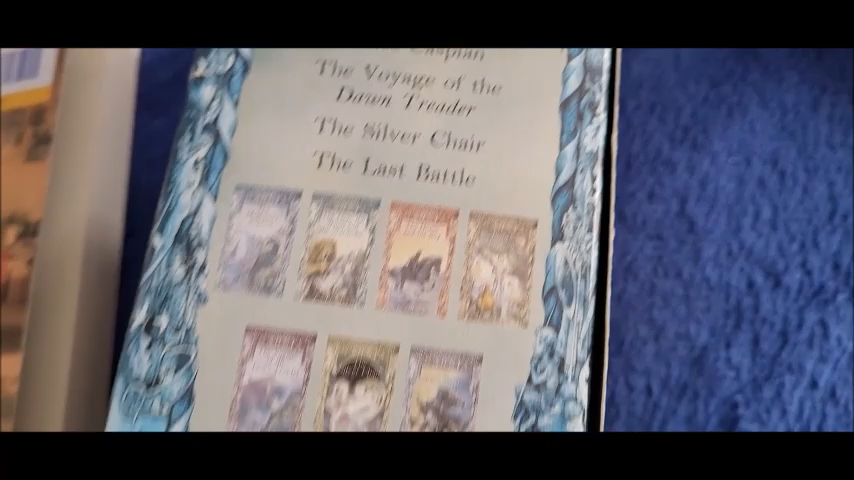 Caspian
The Voyage of the
Dawn Treader
The Silver Chair
The Last Battle